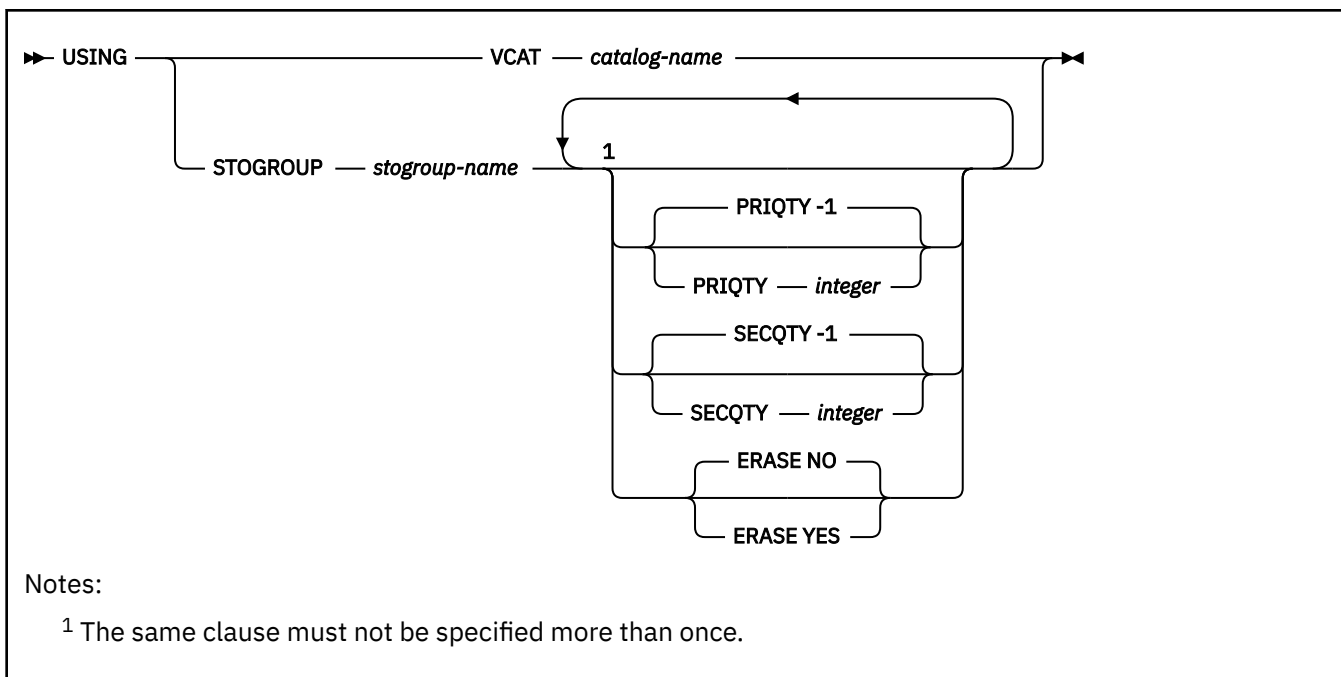 USING VCAT catalog-name
1
STOGROUP stogroup-name
PRIQTY -1
PRIQTY integer
SECQTY -1
SECQTY integer
ERASE NO
ERASE YES
Notes:
1 The same clause must not be specified more than once.